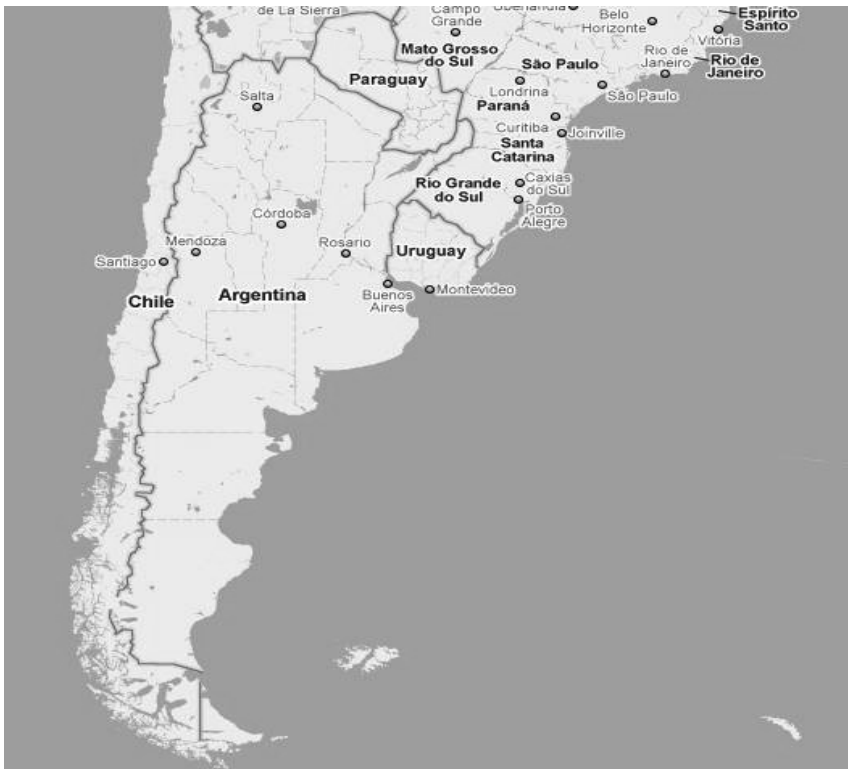 de La Sierra
Campo
Grande
Uberlandia
Belo
Horizonte
Espírito
Santo
Vitória
Mato Grosso
do Sul
São Paulo
Rio de
Janeiro
Rio de
Janeiro
Paraguay
Londrina
São Paulo
Salta
Paraná
Curitiba
Joinville
Santa
Catarina
Rio Grande
do Sul
Caxias
do Sul
Porto
Alegre
Córdoba
Mendoza
Rosario
Uruguay
Santiago
Chile
Argentina
Buenos
Aires
Montevideo